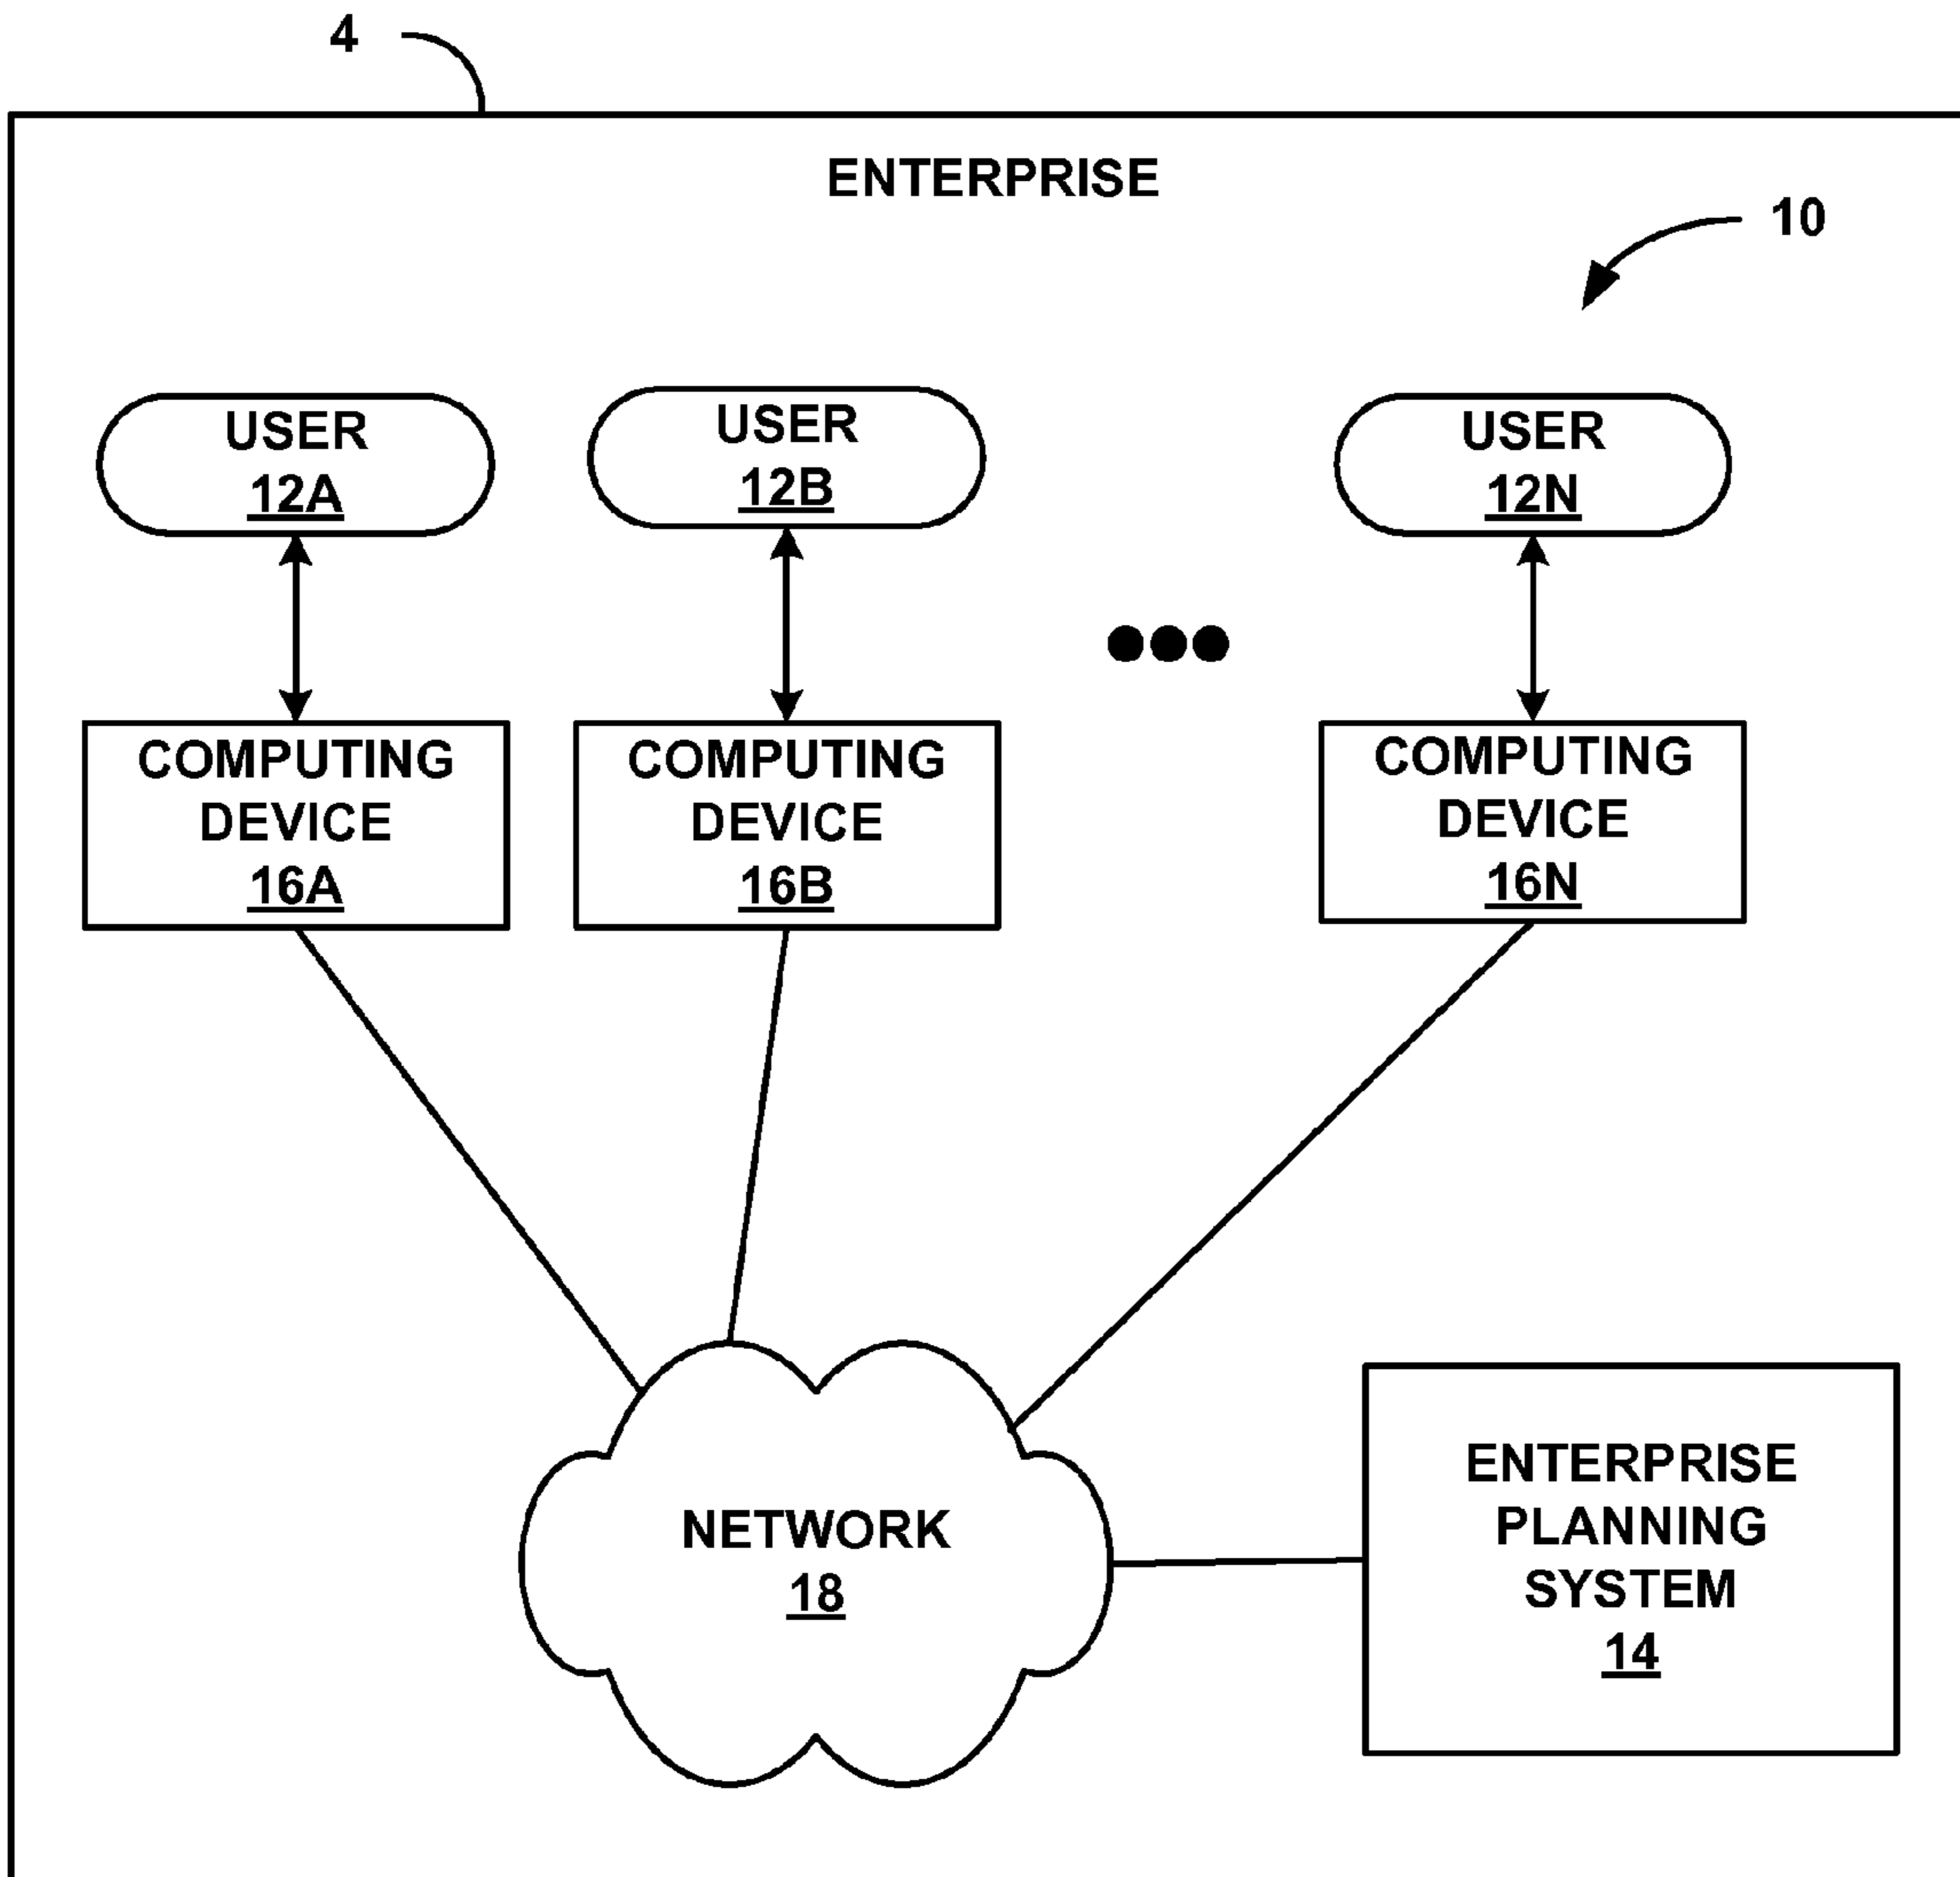 4
ENTERPRISE
10
USER
12A
USER
12B
USER
12N
COMPUTING
DEVICE
16A
COMPUTING
DEVICE
16B
COMPUTING
DEVICE
16N
NETWORK
18
ENTERPRISE
PLANNING
SYSTEM
14